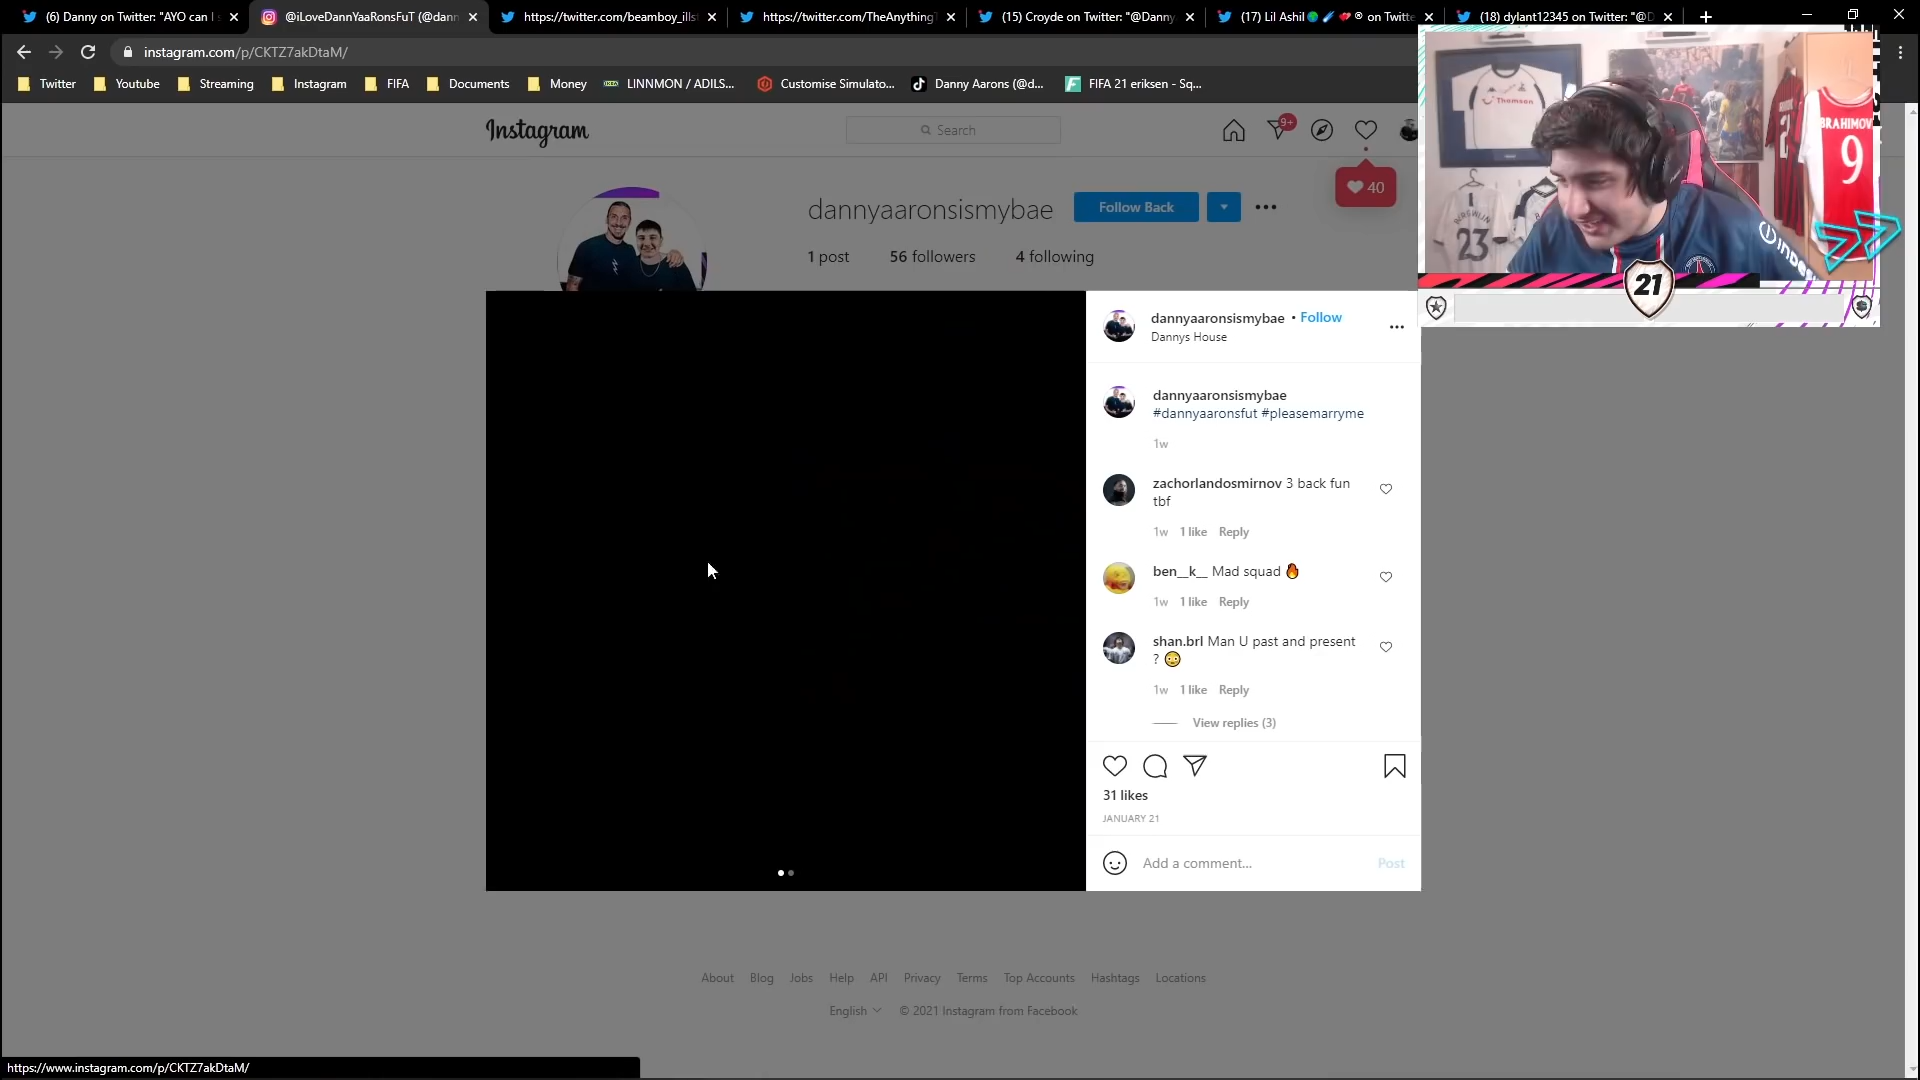 (6) Danny on Twitter: "AYO can I s
@iLoveDannYaaRonsFuT (@dann
https://twitter.com/beamboy_illst
https://twitter.com/TheAnythingT
(15) Croyde on Twitter: "@Danny
(17) Lil Ashil🌍🧪💔® on Twitte
(18) dylant12345 on Twitter: "@D
instagram.com/p/CKTZ7akDtaM/
Twitter
Youtube
Streaming
Instagram
FIFA
Documents
Money
LINNMON / ADILS...
Customise Simulato...
Danny Aarons (@d...
FIFA 21 eriksen - Sq...
Instagram
Search
9+
40
dannyaaronsismybae
Follow Back
1 post
56 followers
4 following
Thomson
23
BRAHIMOV
9
2
21
dannyaaronsismybae • Follow
Dannys House
dannyaaronsismybae
#dannyaaronsfut #pleasemarryme
1w
zachorlandosmirnov 3 back fun
tbf
1w 1 like Reply
ben__k__ Mad squad 🔥
1w 1 like Reply
shan.brl Man U past and present
? 😳
1w 1 like Reply
View replies (3)
31 likes
JANUARY 21
Add a comment...
Post
About
Blog
Jobs
Help
API
Privacy
Terms
Top Accounts
Hashtags
Locations
English
© 2021 Instagram from Facebook
https://www.instagram.com/p/CKTZ7akDtaM/